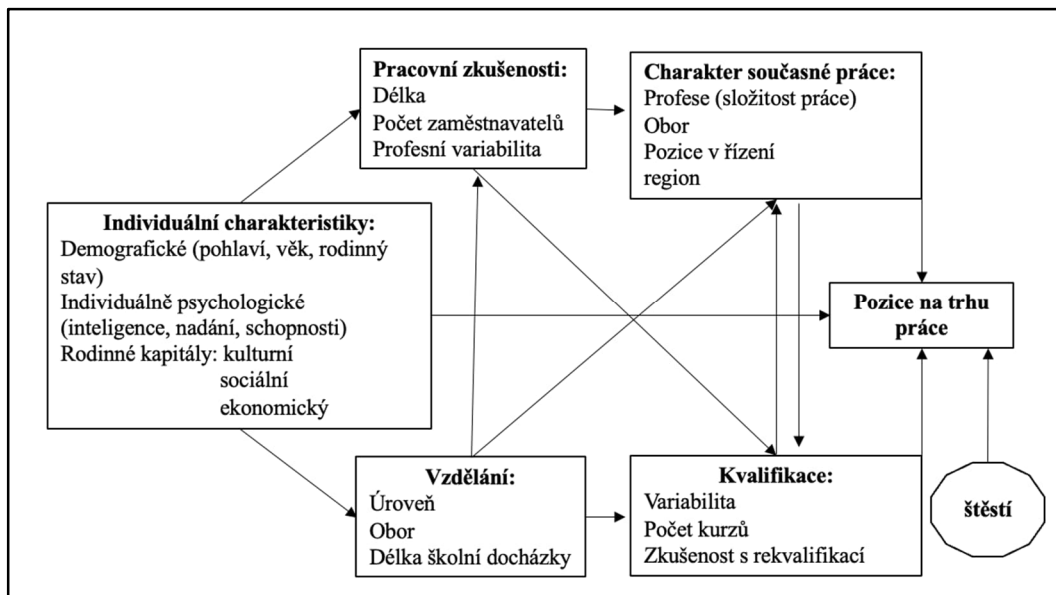 Pracovní zkušenosti:
Délka
Počet zaměstnavatelů
Profesní variabilita
Charakter současné práce:
Profese (složitost práce)
Obor
Pozice v řízení
region
Individuální charakteristiky:
Demografické (pohlaví, věk, rodinný
stav)
Individuálně psychologické
(inteligence, nadání, schopnosti)
Rodinné kapitály: kulturní
sociální
ekonomický
Pozice na trhu
práce
Vzdělání:
Úroveň
Obor
Délka školní docházky
Kvalifikace:
Variabilita
Počet kurzů
Zkušenost s rekvalifikací
štěstí